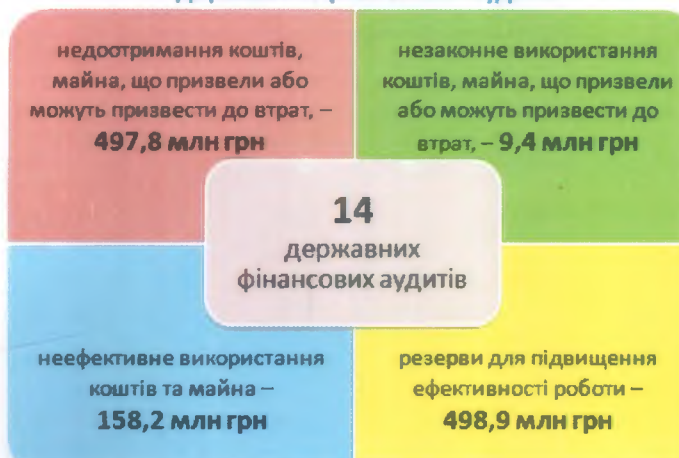 недоотримання коштів,
майна, що призвели або
можуть призвести до втрат, –
497,8 млн грн
незаконне використання
коштів, майна, що призвели
або можуть призвести до
втрат, – 9,4 млн грн
14
державних
фінансових аудитів
неефективне використання
коштів та майна –
158,2 млн грн
резерви для підвищення
ефективності роботи –
498,9 млн грн